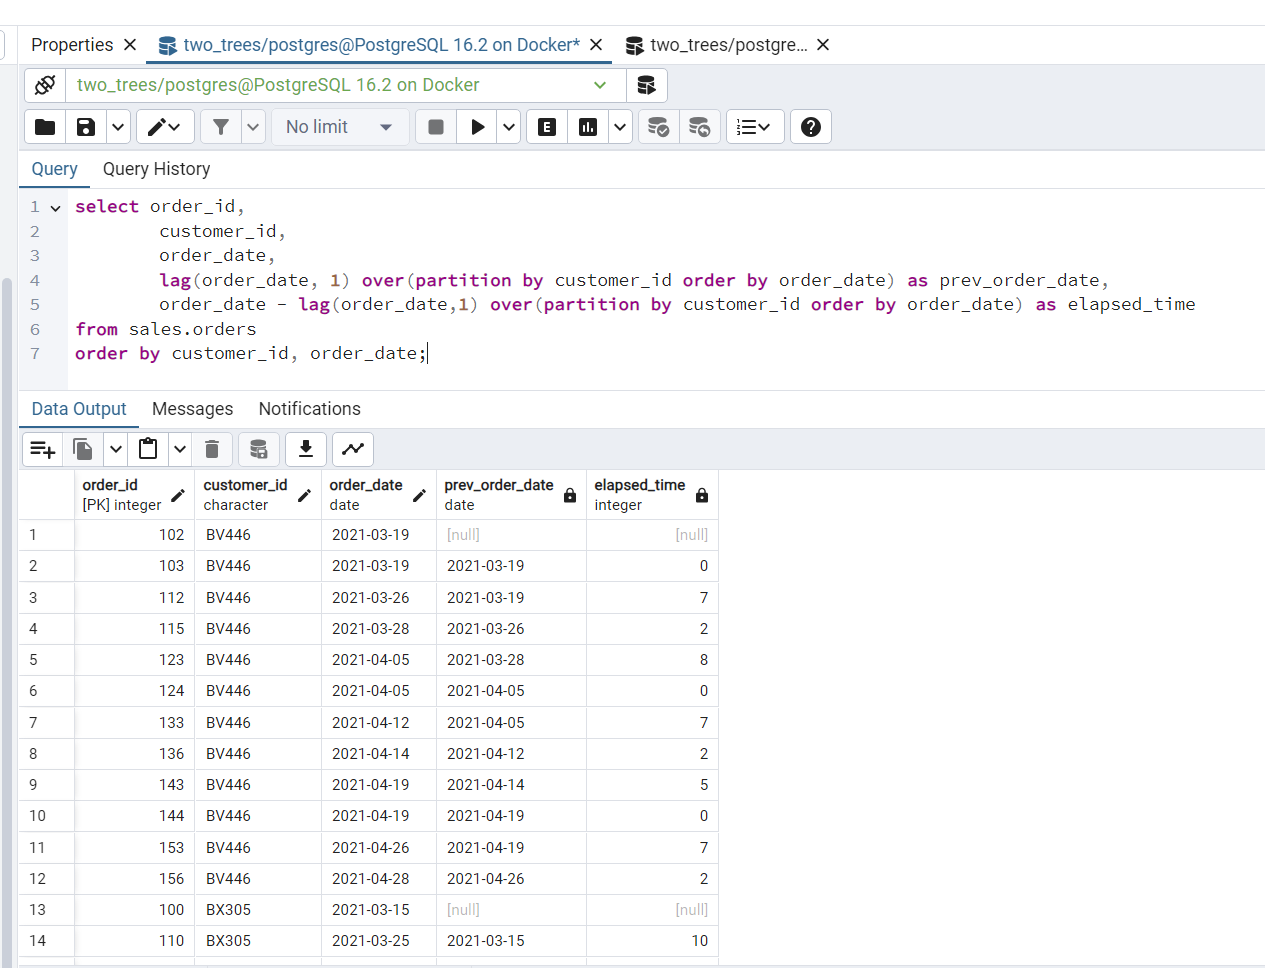 Properties two_trees/postgres@PostgreSQL 16.2 on Docker* two_trees/postgre...
two_trees/postgres@PostgreSQL 16.2 on Docker
No limit E
Query Query History
1 select order_id,
2 customer_id,
3 order_date,
4 lag(order_date, 1) over(partition by customer_id order by order_date) as prev_order_date,
5 order_date - lag(order_date,1) over(partition by customer_id order by order_date) as elapsed_time
6 from sales.orders
7 order by customer_id, order_date;
Data Output Messages Notifications
order_id customer_id order_date prev_order_date elapsed_time
[PK] integer character date date integer
1 102 BV446 2021-03-19 [null] [null]
2 103 BV446 2021-03-19 2021-03-19 0
3 112 BV446 2021-03-26 2021-03-19 7
4 115 BV446 2021-03-28 2021-03-26 2
5 123 BV446 2021-04-05 2021-03-28 8
6 124 BV446 2021-04-05 2021-04-05 0
7 133 BV446 2021-04-12 2021-04-05 7
8 136 BV446 2021-04-14 2021-04-12 2
9 143 BV446 2021-04-19 2021-04-14 5
10 144 BV446 2021-04-19 2021-04-19 0
11 153 BV446 2021-04-26 2021-04-19 7
12 156 BV446 2021-04-28 2021-04-26 2
13 100 BX305 2021-03-15 [null] [null]
14 110 BX305 2021-03-25 2021-03-15 10